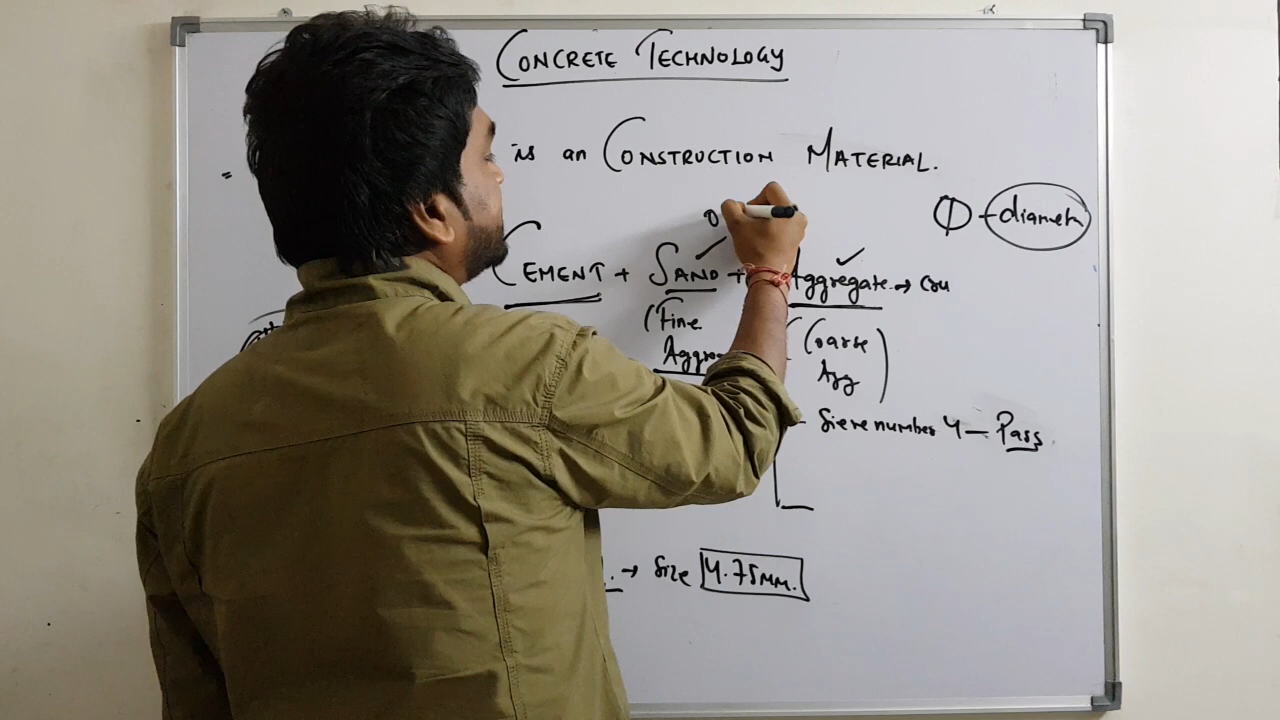 CONCRETE TECHNOLOGY
is an CONSTRUCTION MATERIAL.
Φ - diameter
CEMENT + SAND + Aggregate → Cru
(Fine (Coarse
Agg)
Sieve number 4 - Pass
→ Size 4.75mm.